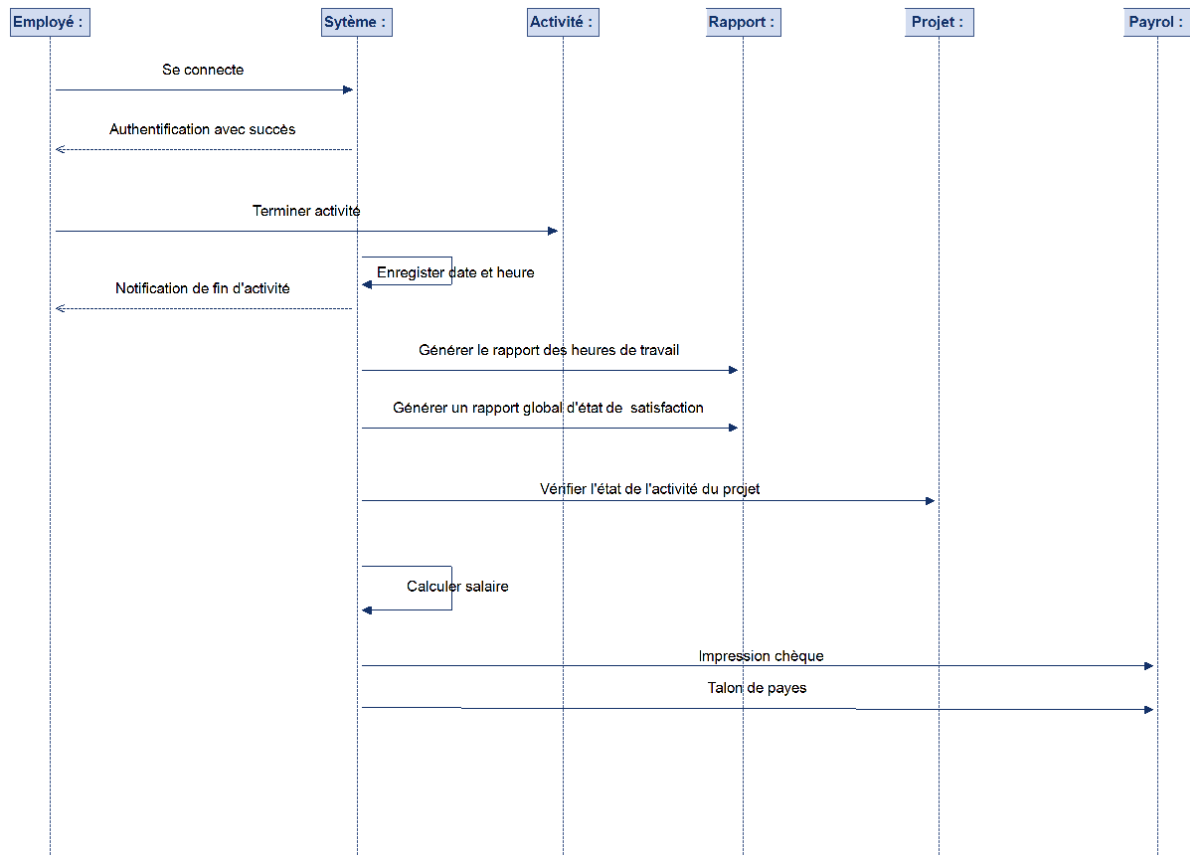 Employé :
Sytème :
Activité :
Rapport :
Projet :
Payrol :
Se connecte
Authentification avec succès
Terminer activité
Enregister date et heure
Notification de fin d'activité
Générer le rapport des heures de travail
Générer un rapport global d'état de satisfaction
Vérifier l'état de l'activité du projet
Calculer salaire
Impression chèque
Talon de payes